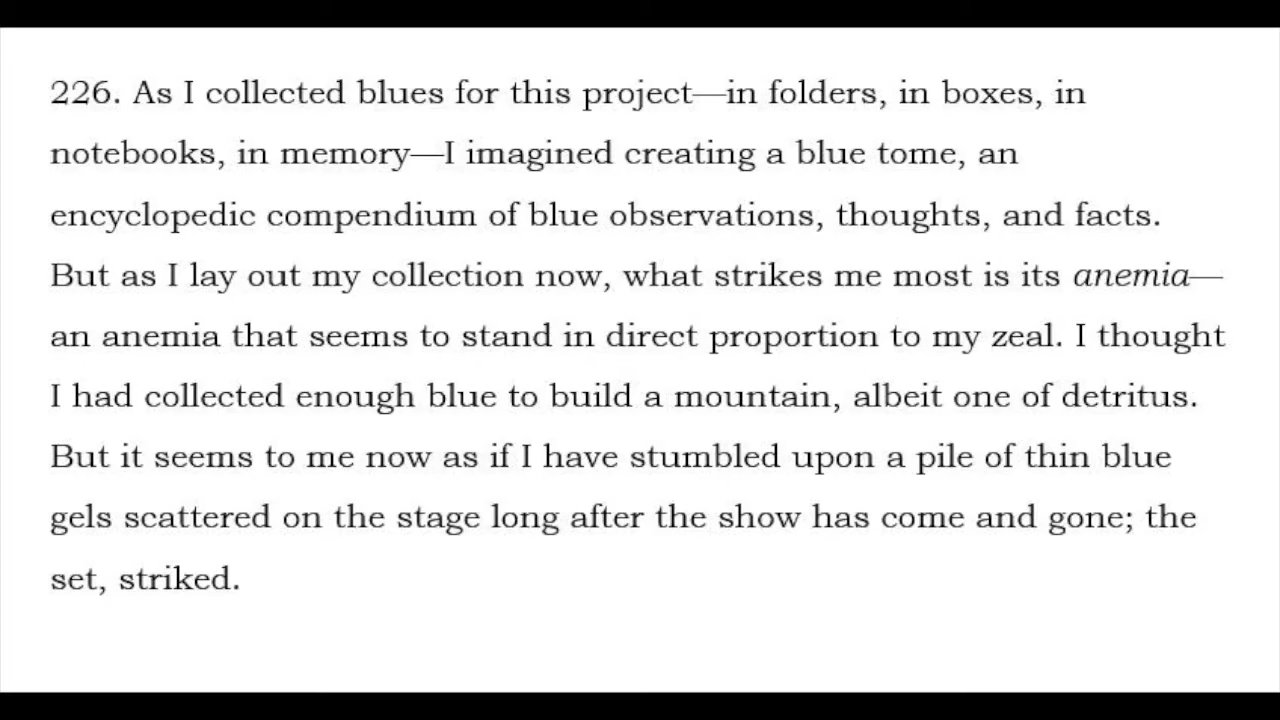 226. As I collected blues for this project—in folders, in boxes, in
notebooks, in memory—I imagined creating a blue tome, an
encyclopedic compendium of blue observations, thoughts, and facts.
But as I lay out my collection now, what strikes me most is its anemia—
an anemia that seems to stand in direct proportion to my zeal. I thought
I had collected enough blue to build a mountain, albeit one of detritus.
But it seems to me now as if I have stumbled upon a pile of thin blue
gels scattered on the stage long after the show has come and gone; the
set, striked.